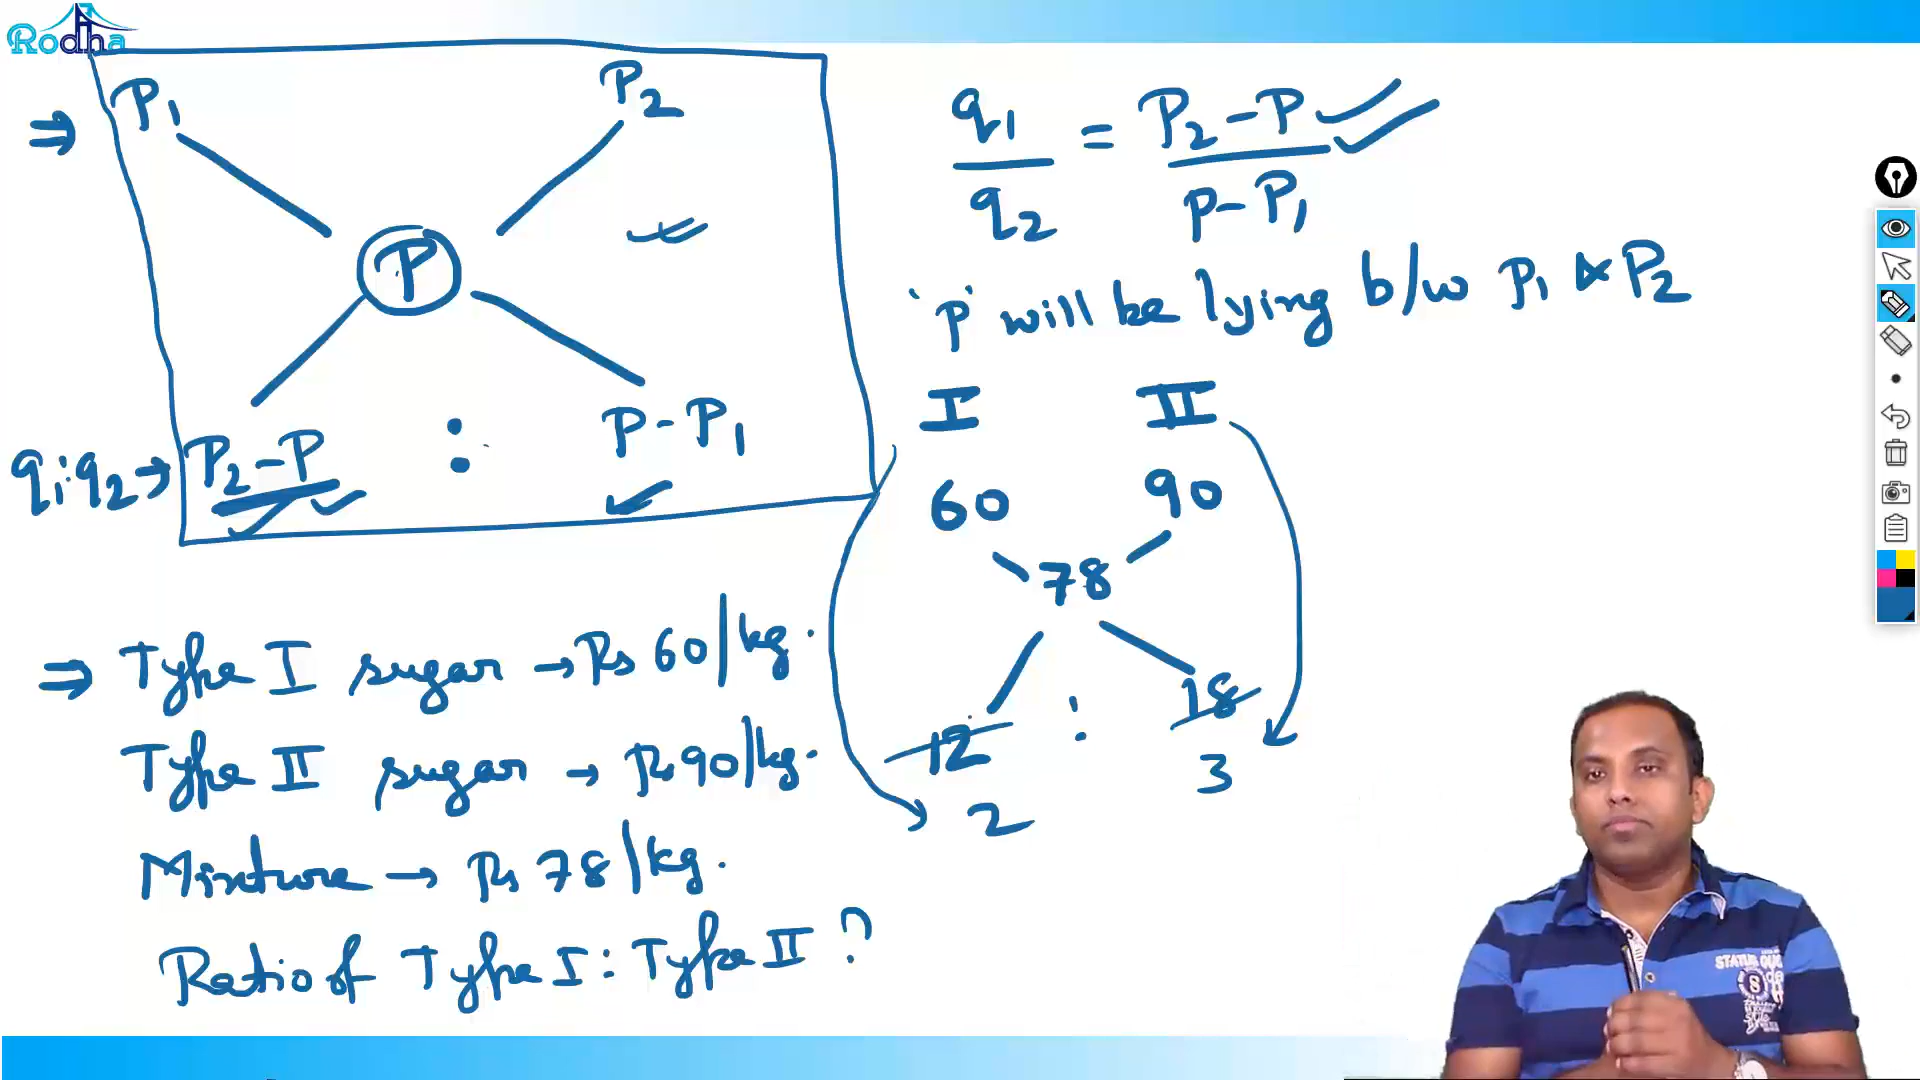 Rodha
⇒ P₁ P₂
P
q₁:q₂ → P₂-P : P-P₁
q₁/q₂ = P₂-P/P-P₁
'P' will be lying b/w P₁ & P₂
I II
60 90
78
12 : 18
2 3
⇒ Type I sugar → Rs 60/kg.
Type II sugar → Rs 90/kg.
Mixture → Rs 78/kg.
Ratio of Type I : Type II ?
STATUS QUO